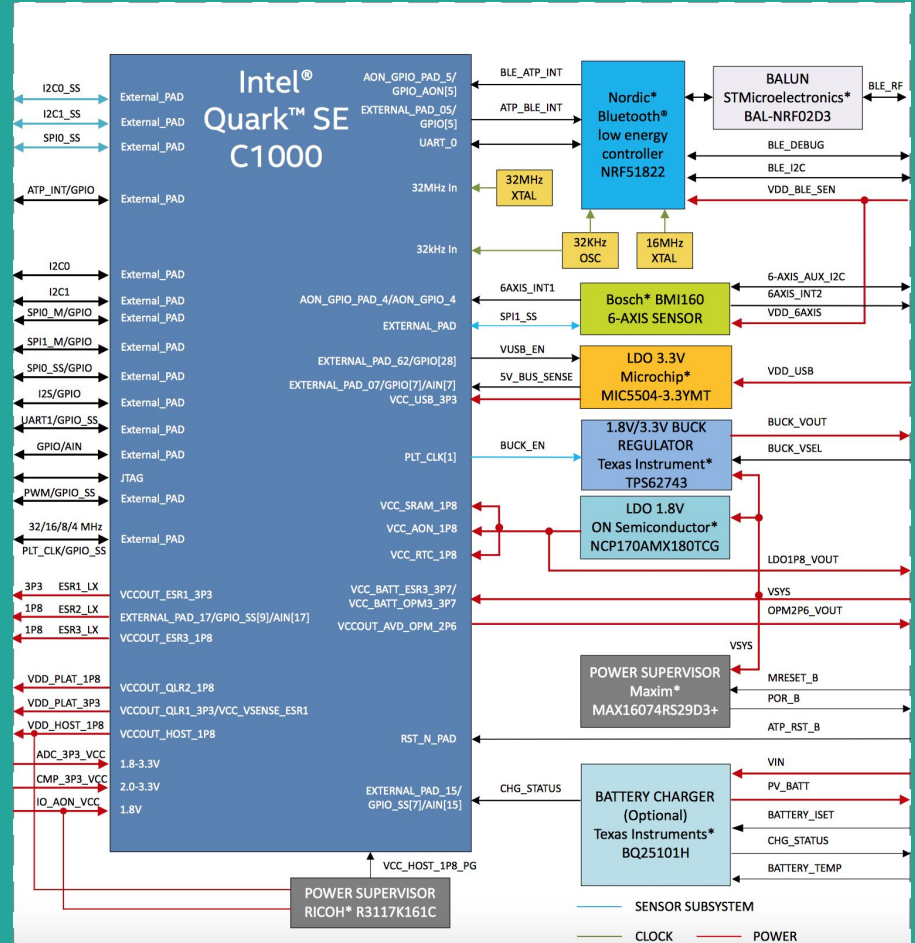 Intel®
Quark™ SE
C1000
I2C0_SS
External_PAD
I2C1_SS
External_PAD
SPI0_SS
External_PAD
ATP_INT/GPIO
External_PAD
I2C0
External_PAD
I2C1
External_PAD
SPI0_M/GPIO
SPI1_M/GPIO
External_PAD
SPI0_SS/GPIO
External_PAD
I2S/GPIO
External_PAD
UART1/GPIO_SS
External_PAD
GPIO/AIN
External_PAD
JTAG
PWM/GPIO_SS
External_PAD
32/16/8/4 MHz
External_PAD
PLT_CLK/GPIO_SS
3P3 ESR1_LX
VCCOUT_ESR1_3P3
1P8 ESR2_LX
EXTERNAL_PAD_17/GPIO_SS[9]/AIN[17]
1P8 ESR3_LX
VCCOUT_ESR3_1P8
VDD_PLAT_1P8
VCCOUT_QLR2_1P8
VDD_PLAT_3P3
VCCOUT_QLR1_3P3/VCC_VSENSE_ESR1
VDD_HOST_1P8
VCCOUT_HOST_1P8
ADC_3P3_VCC
1.8-3.3V
CMP_3P3_VCC
2.0-3.3V
IO_AON_VCC
1.8V
AON_GPIO_PAD_5/
GPIO_AON[5]
EXTERNAL_PAD_05/
GPIO[5]
UART_0
32MHz In
32kHz In
AON_GPIO_PAD_4/AON_GPIO_4
EXTERNAL_PAD
EXTERNAL_PAD_62/GPIO[28]
EXTERNAL_PAD_07/GPIO[7]/AIN[7]
VCC_USB_3P3
PLT_CLK[1]
VCC_SRAM_1P8
VCC_AON_1P8
VCC_RTC_1P8
VCC_BATT_ESR3_3P7/
VCC_BATT_OPM3_3P7
VCCOUT_AVD_OPM_2P6
RST_N_PAD
EXTERNAL_PAD_15/
GPIO_SS[7]/AIN[15]
BLE_ATP_INT
ATP_BLE_INT
32MHz
XTAL
32KHz
OSC
16MHz
XTAL
Nordic*
Bluetooth®
low energy
controller
NRF51822
BALUN
STMicroelectronics*
BAL-NRF02D3
BLE_RF
BLE_DEBUG
BLE_I2C
VDD_BLE_SEN
6AXIS_INT1
SPI1_SS
Bosch* BMI160
6-AXIS SENSOR
6-AXIS_AUX_I2C
6AXIS_INT2
VDD_6AXIS
VUSB_EN
5V_BUS_SENSE
LDO 3.3V
Microchip*
MIC5504-3.3YMT
VDD_USB
BUCK_EN
1.8V/3.3V BUCK
REGULATOR
Texas Instrument*
TPS62743
BUCK_VOUT
BUCK_VSEL
LDO 1.8V
ON Semiconductor*
NCP170AMX180TCG
LDO1P8_VOUT
VSYS
OPM2P6_VOUT
VSYS
POWER SUPERVISOR
Maxim*
MAX16074RS29D3+
MRESET_B
POR_B
ATP_RST_B
CHG_STATUS
BATTERY CHARGER
(Optional)
Texas Instruments*
BQ25101H
VIN
PV_BATT
BATTERY_ISET
CHG_STATUS
BATTERY_TEMP
VCC_HOST_1P8_PG
POWER SUPERVISOR
RICOH* R3117K161C
SENSOR SUBSYSTEM
CLOCK
POWER